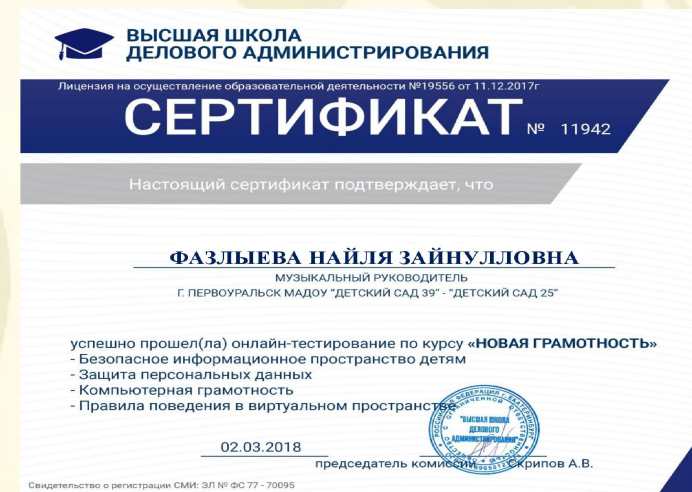 ВЫСШАЯ ШКОЛА
ДЕЛОВОГО АДМИНИСТРИРОВАНИЯ
Лицензия на осуществление образовательной деятельности №19556 от 11.12.2017г
СЕРТИФИКАТ № 11942
Настоящий сертификат подтверждает, что
ФАЗЛЫЕВА НАЙЛЯ ЗАЙНУЛЛОВНА
МУЗЫКАЛЬНЫЙ РУКОВОДИТЕЛЬ
Г. ПЕРВОУРАЛЬСК МАДОУ "ДЕТСКИЙ САД 39" - "ДЕТСКИЙ САД 25"
успешно прошел(ла) онлайн-тестирование по курсу «НОВАЯ ГРАМОТНОСТЬ»
- Безопасное информационное пространство детям
- Защита персональных данных
- Компьютерная грамотность
- Правила поведения в виртуальном пространстве
"ВЫСШАЯ ШКОЛА
ДЕЛОВОГО
АДМИНИСТРИРОВАНИЯ"
02.03.2018
председатель комиссии Скрипов А.В.
Свидетельство о регистрации СМИ: ЭЛ № ФС 77 - 70095